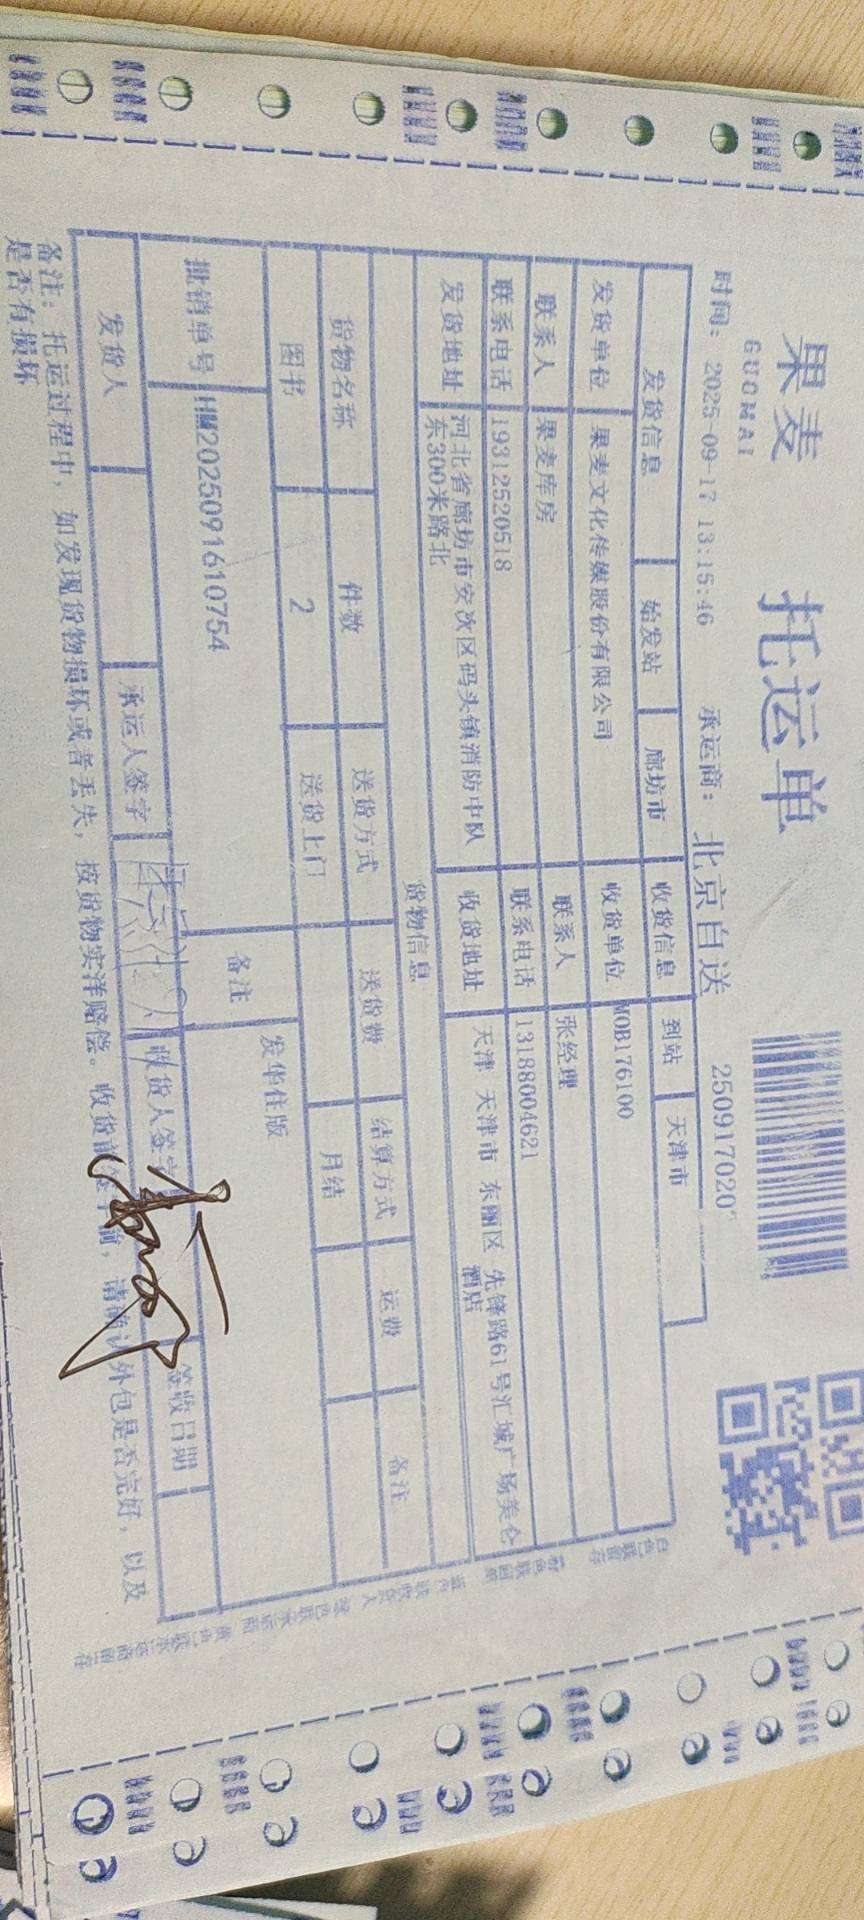 果麦
GUOMAI
托运单
时间: 2025-09-17 13:15:46 承运商: 北京自送 250917020
发货信息 始发站 廊坊市 收货信息 到站 天津市
发货单位 果麦文化传媒股份有限公司 收货单位 MOB176100
联系人 果麦库房 联系人 张经理
联系电话 19312520518 联系电话 13188604621
发货地址 河北省廊坊市安次区码头镇消防中队东300米路北 收货地址 天津 天津市 东丽区 先锋路61号汇城广场美仑酒店
货物信息
货物名称 件数 送货方式 送货费 结算方式 运费 备注
图书 2 送货上门 月结
批销单号 HM2025091610754 备注 发华住版
发货人 承运人签字 收货人签字 签收日期
备注: 托运过程中, 如发现货物损坏或者丢失, 按货物实洋赔偿。收货前签字前, 请确认外包是否完好, 以及
是否有损坏